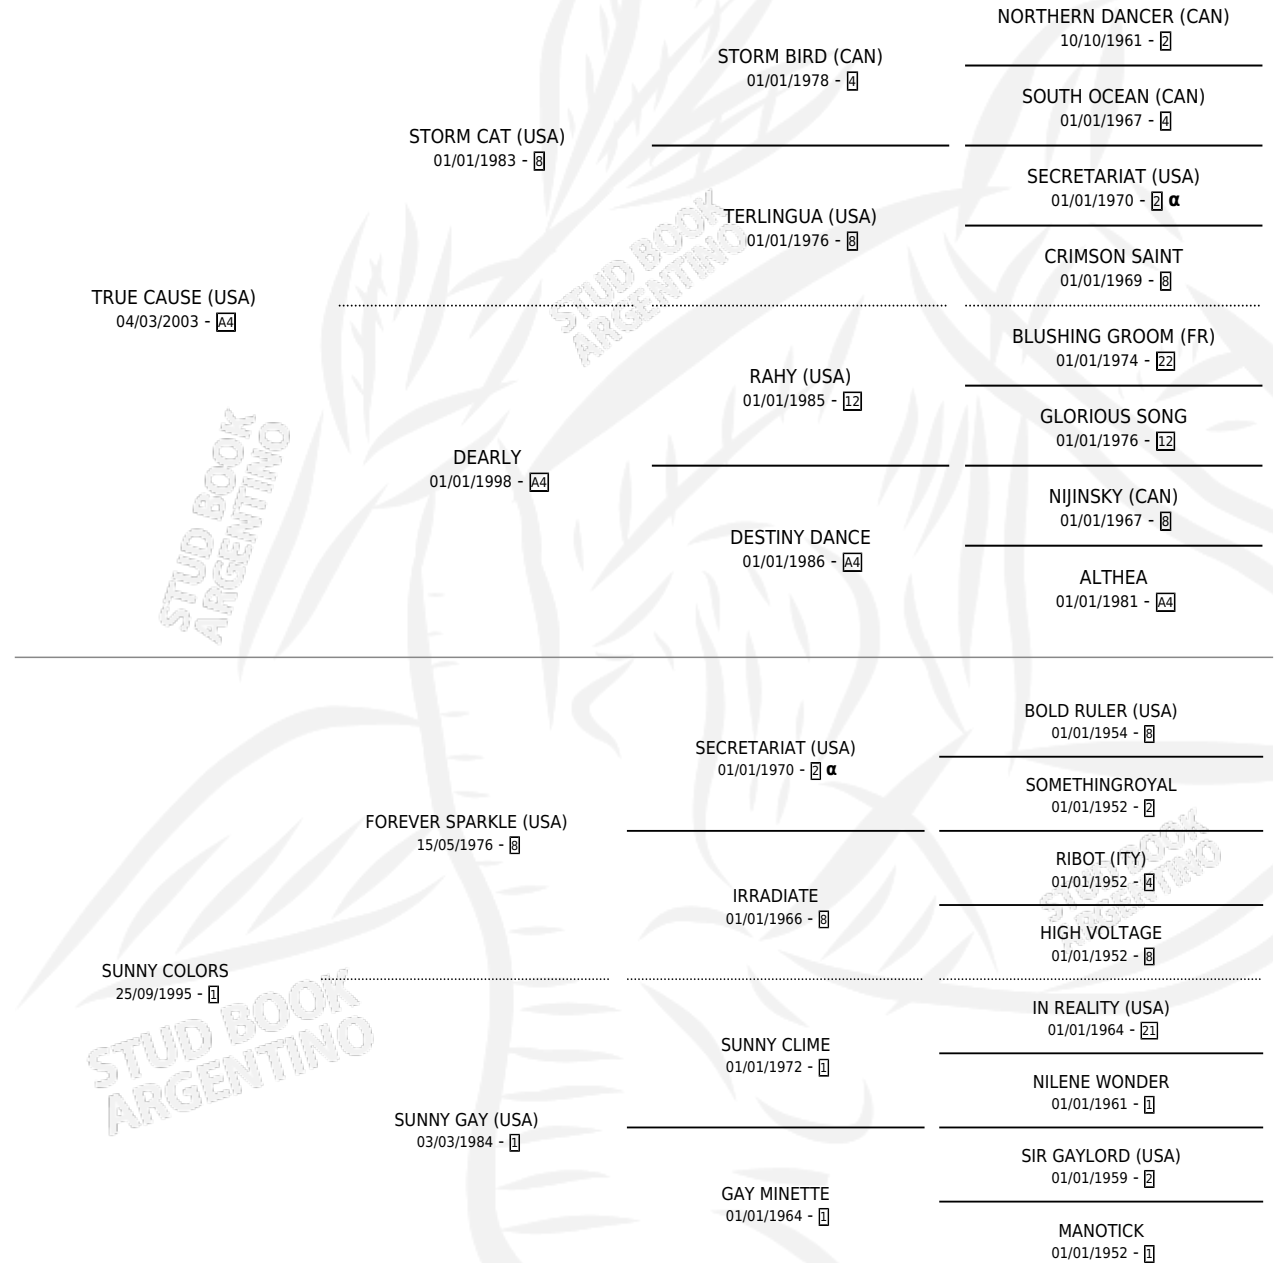 NORTHERN DANCER (CAN)
10/10/1961 - 2
STORM BIRD (CAN)
01/01/1978 - 4
SOUTH OCEAN (CAN)
01/01/1967 - 4
STORM CAT (USA)
01/01/1983 - 8
SECRETARIAT (USA)
01/01/1970 - 2 α
TERLINGUA (USA)
01/01/1976 - 8
CRIMSON SAINT
01/01/1969 - 8
TRUE CAUSE (USA)
04/03/2003 - A4
BLUSHING GROOM (FR)
01/01/1974 - 22
RAHY (USA)
01/01/1985 - 12
GLORIOUS SONG
01/01/1976 - 12
DEARLY
01/01/1998 - A4
NIJINSKY (CAN)
01/01/1967 - 8
DESTINY DANCE
01/01/1986 - A4
ALTHEA
01/01/1981 - A4
BOLD RULER (USA)
01/01/1954 - 8
SECRETARIAT (USA)
01/01/1970 - 2 α
SOMETHINGROYAL
01/01/1952 - 2
FOREVER SPARKLE (USA)
15/05/1976 - 8
RIBOT (ITY)
01/01/1952 - 4
IRRADIATE
01/01/1966 - 8
HIGH VOLTAGE
01/01/1952 - 8
SUNNY COLORS
25/09/1995 - 1
IN REALITY (USA)
01/01/1964 - 21
SUNNY CLIME
01/01/1972 - 1
NILENE WONDER
01/01/1961 - 1
SUNNY GAY (USA)
03/03/1984 - 1
SIR GAYLORD (USA)
01/01/1959 - 2
GAY MINETTE
01/01/1964 - 1
MANOTICK
01/01/1952 - 1
STUD BOOK
ARGENTINO
STUD BOOK
ARGENTINO
STUD BOOK
ARGENTINO
STUD BOOK
ARGENTINO